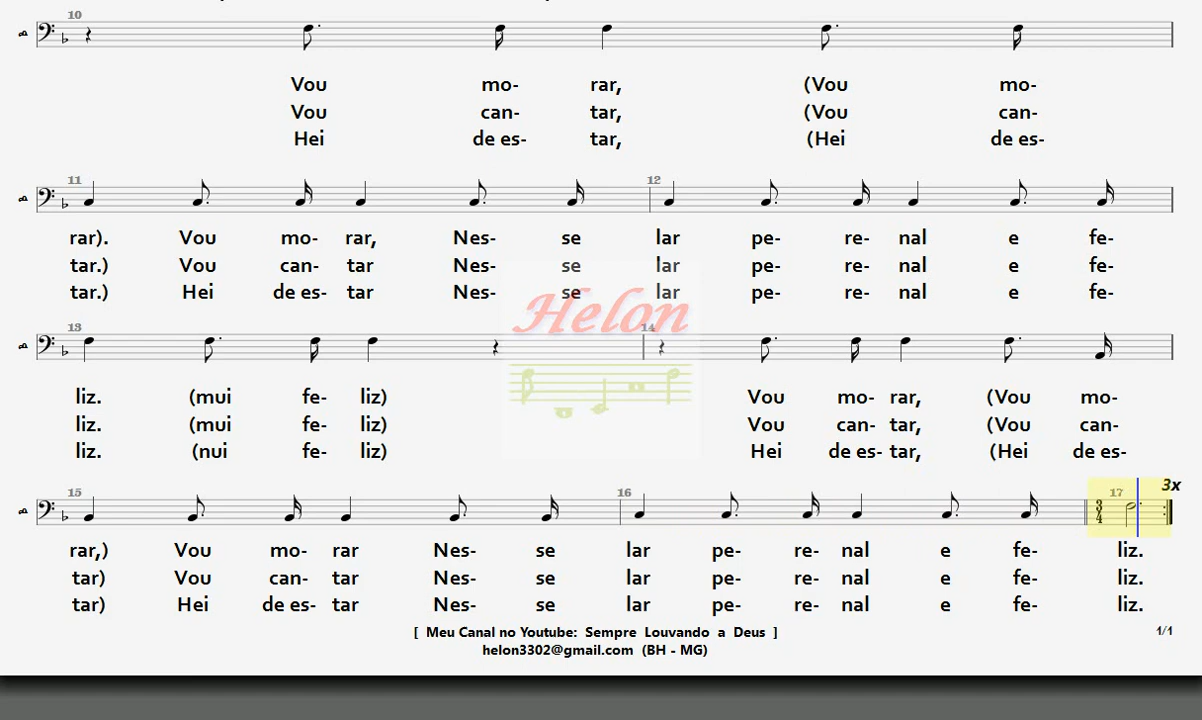 10
Vou mo- rar, (Vou mo-
Vou can- tar, (Vou can-
Hei de es- tar, (Hei de es-
11 12
rar). Vou mo- rar, Nes- se lar pe- re- nal e fe-
tar.) Vou can- tar Nes- se lar pe- re- nal e fe-
tar.) Hei de es- tar Nes- se lar pe- re- nal e fe-
Helon
13 14
liz. (mui fe- liz) Vou mo- rar, (Vou mo-
liz. (mui fe- liz) Vou can- tar, (Vou can-
liz. (nui fe- liz) Hei de es- tar, (Hei de es-
15 16 17 3x
3
4
rar,) Vou mo- rar Nes- se lar pe- re- nal e fe- liz.
tar) Vou can- tar Nes- se lar pe- re- nal e fe- liz.
tar) Hei de es- tar Nes- se lar pe- re- nal e fe- liz.
[ Meu Canal no Youtube: Sempre Louvando a Deus ]
1/1
helon3302@gmail.com (BH - MG)